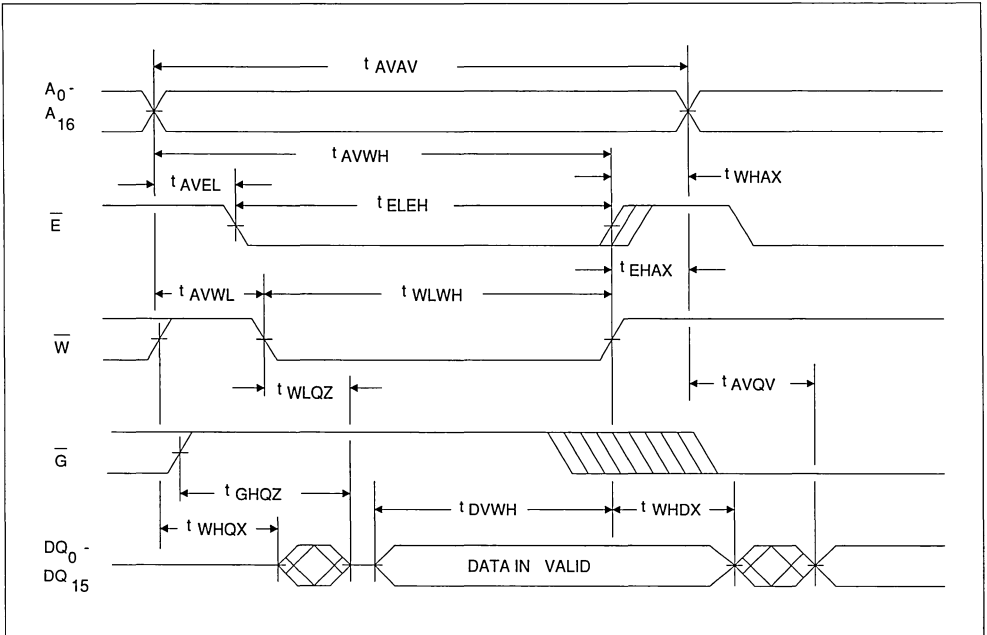 t AVAV
A0 -
A16
t AVWH
t AVEL
t WHAX
t ELEH
E
t EHAX
t AVWL
t WLWH
W
t AVQV
t WLQZ
G
t GHQZ
t DVWH
t WHDX
t WHQX
DQ0 -
DQ15
DATA IN VALID